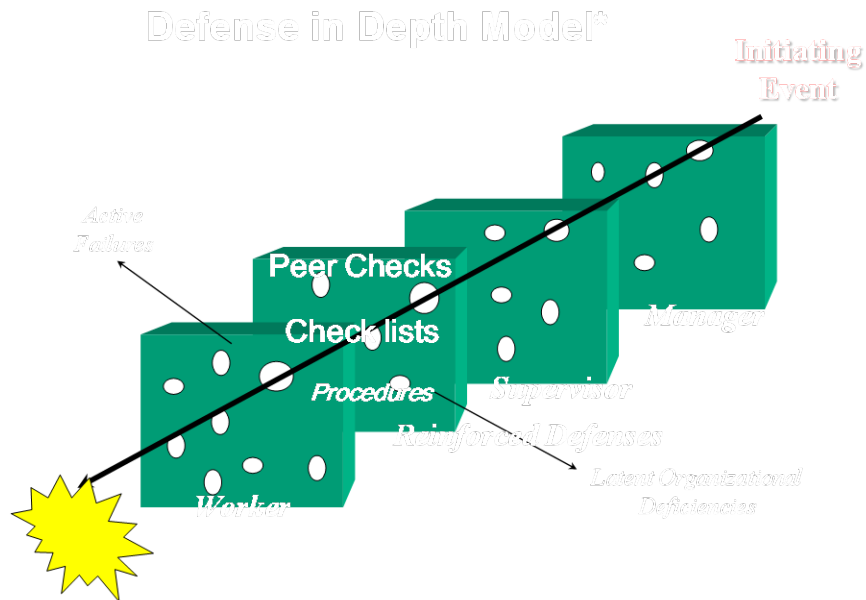 Defense in Depth Model*
Initiating
Event
Active
Failures
Peer Checks
Check lists
Procedures
Manager
Supervisor
Rainforced Defenses
Latent Organizational
Deficiencies
Worker